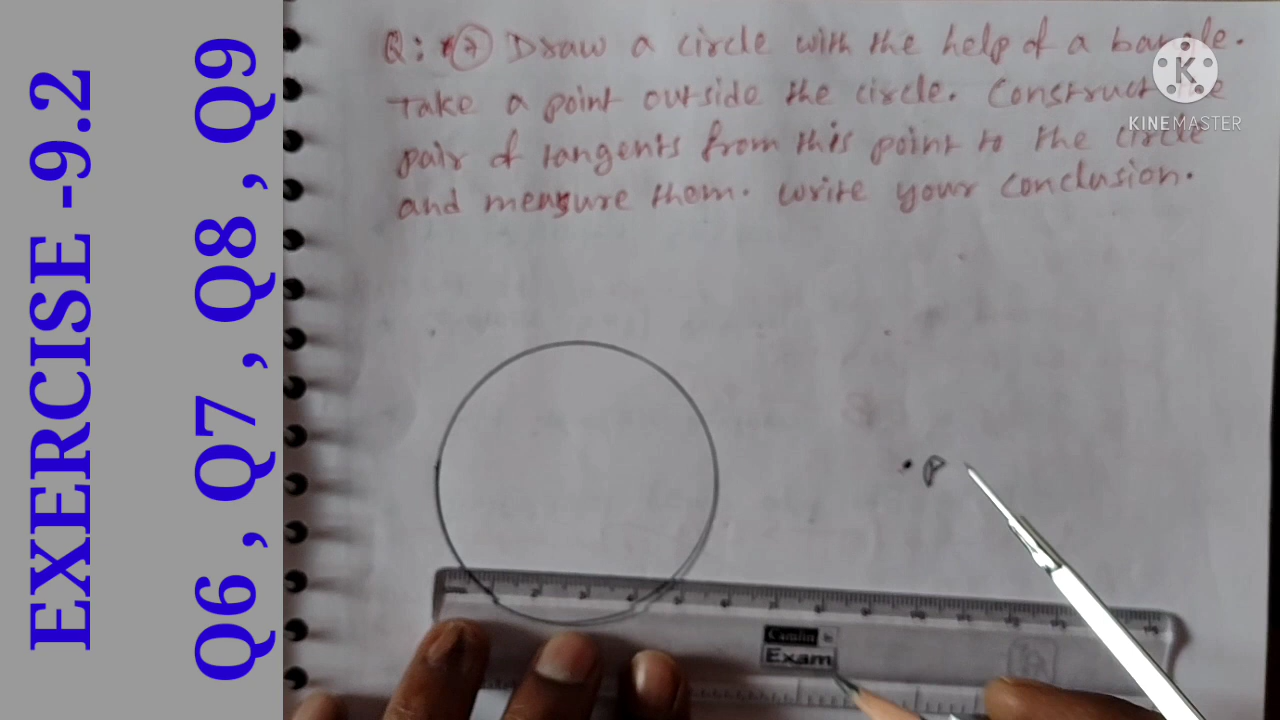 EXERCISE -9.2
Q6 , Q7 , Q8 , Q9
Q: 7 Draw a circle with the help of a bangle.
Take a point outside the circle. Construct the
pair of tangents from this point to the circle
and measure them. Write your conclusion.
K
KINEMASTER
P
Camlin
Exam